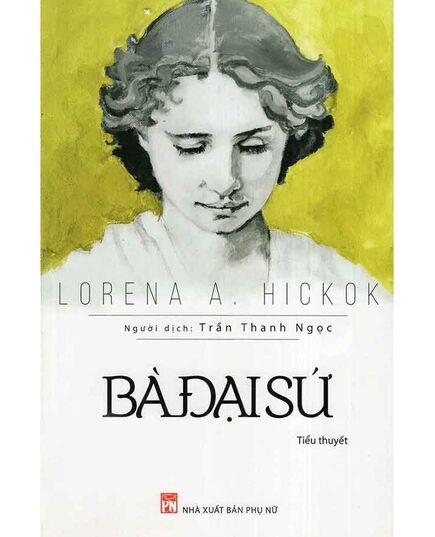 LORENA A. HICKOK
Người dịch: Trần Thanh Ngọc
BÀ ĐẠI SỨ
Tiểu thuyết
PN NHÀ XUẤT BẢN PHỤ NỮ